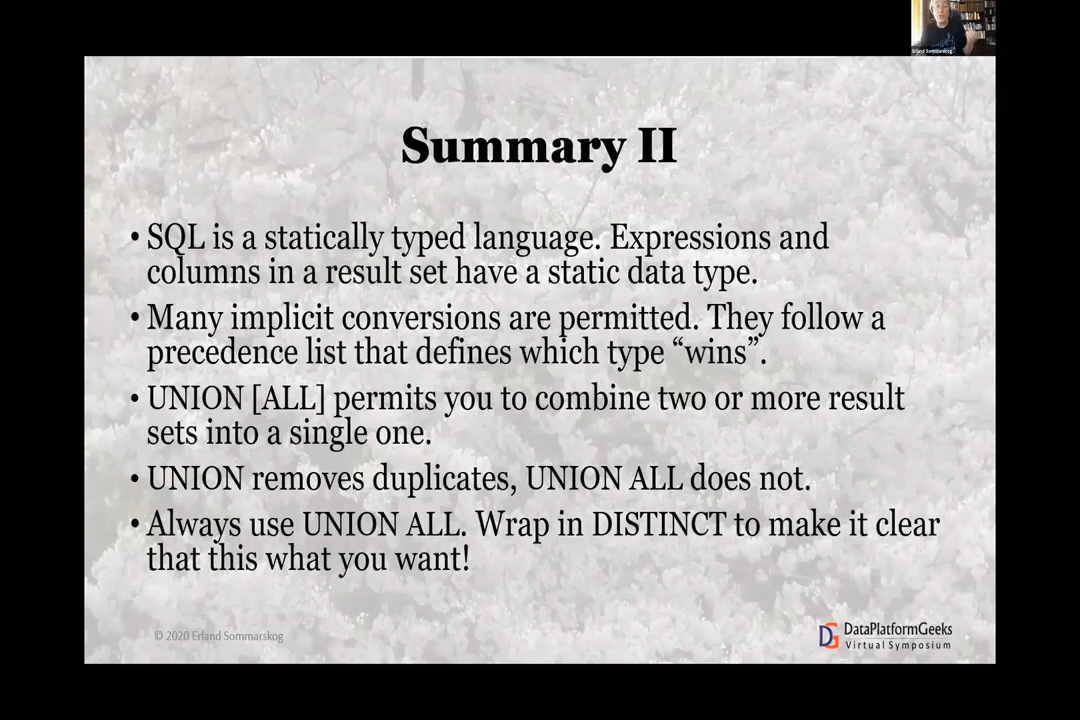 Erland Sommarskog
Summary II
• SQL is a statically typed language. Expressions and
columns in a result set have a static data type.
• Many implicit conversions are permitted. They follow a
precedence list that defines which type “wins”.
• UNION [ALL] permits you to combine two or more result
sets into a single one.
• UNION removes duplicates, UNION ALL does not.
• Always use UNION ALL. Wrap in DISTINCT to make it clear
that this what you want!
© 2020 Erland Sommarskog
DG DataPlatformGeeks
Virtual Symposium